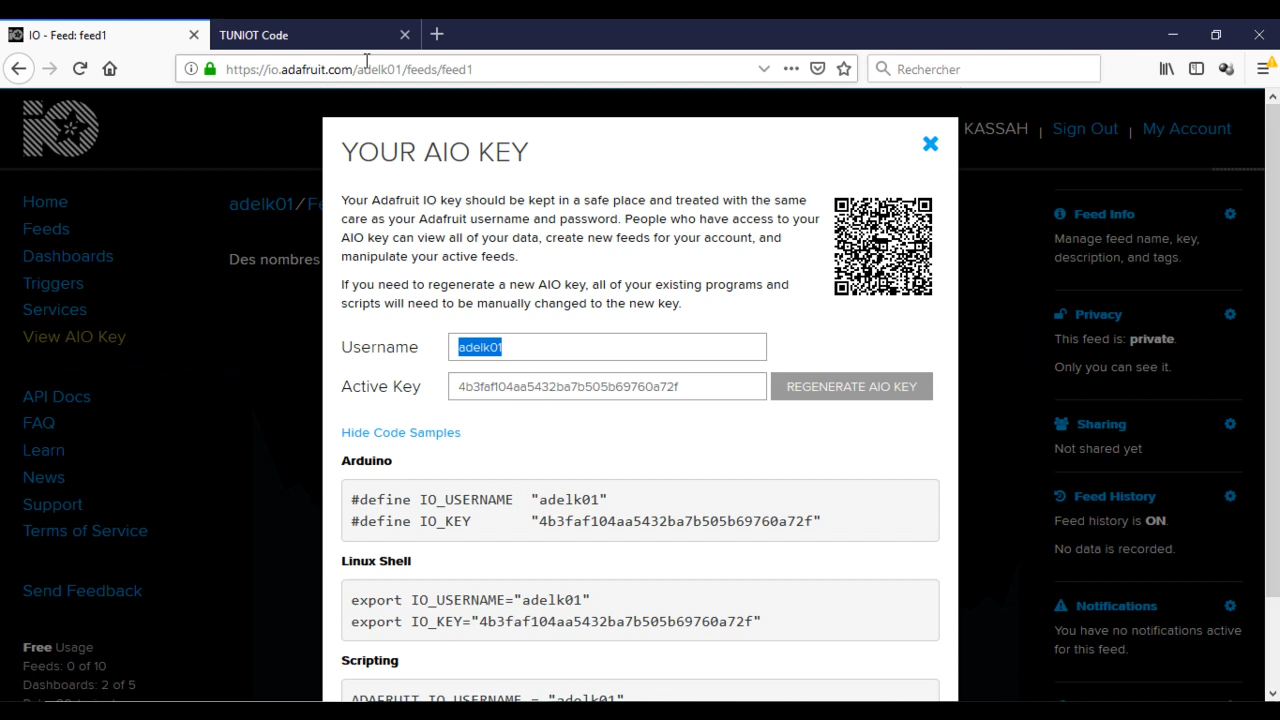 IO - Feed: feed1
TUNIOT Code
https://io.adafruit.com/adelk01/feeds/feed1
Rechercher
KASSAH | Sign Out | My Account
Home
Feeds
Dashboards
Triggers
Services
View AIO Key
API Docs
FAQ
Learn
News
Support
Terms of Service
Send Feedback
Free Usage
Feeds: 0 of 10
Dashboards: 2 of 5
adelk01/
Des nombres
YOUR AIO KEY
Your Adafruit IO key should be kept in a safe place and treated with the same
care as your Adafruit username and password. People who have access to your
AIO key can view all of your data, create new feeds for your account, and
manipulate your active feeds.
If you need to regenerate a new AIO key, all of your existing programs and
scripts will need to be manually changed to the new key.
Username adelk01
Active Key 4b3faf104aa5432ba7b505b69760a72f REGENERATE AIO KEY
Hide Code Samples
Arduino
#define IO_USERNAME "adelk01"
#define IO_KEY "4b3faf104aa5432ba7b505b69760a72f"
Linux Shell
export IO_USERNAME="adelk01"
export IO_KEY="4b3faf104aa5432ba7b505b69760a72f"
Scripting
ADAFRUIT_IO_USERNAME = "adelk01"
Feed Info
Manage feed name, key,
description, and tags.
Privacy
This feed is: private.
Only you can see it.
Sharing
Not shared yet
Feed History
Feed history is ON.
No data is recorded.
Notifications
You have no notifications active
for this feed.